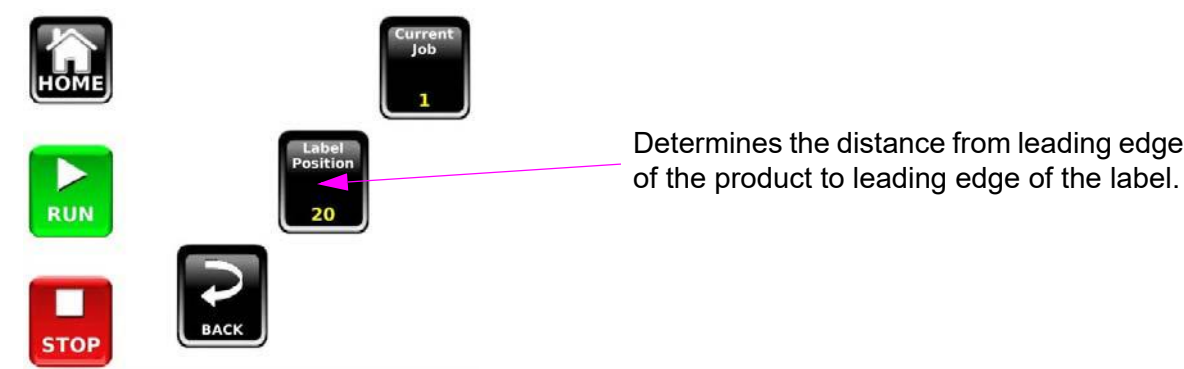 HOME
Current
Job
1
Label
Position
20
Determines the distance from leading edge
of the product to leading edge of the label.
RUN
BACK
STOP